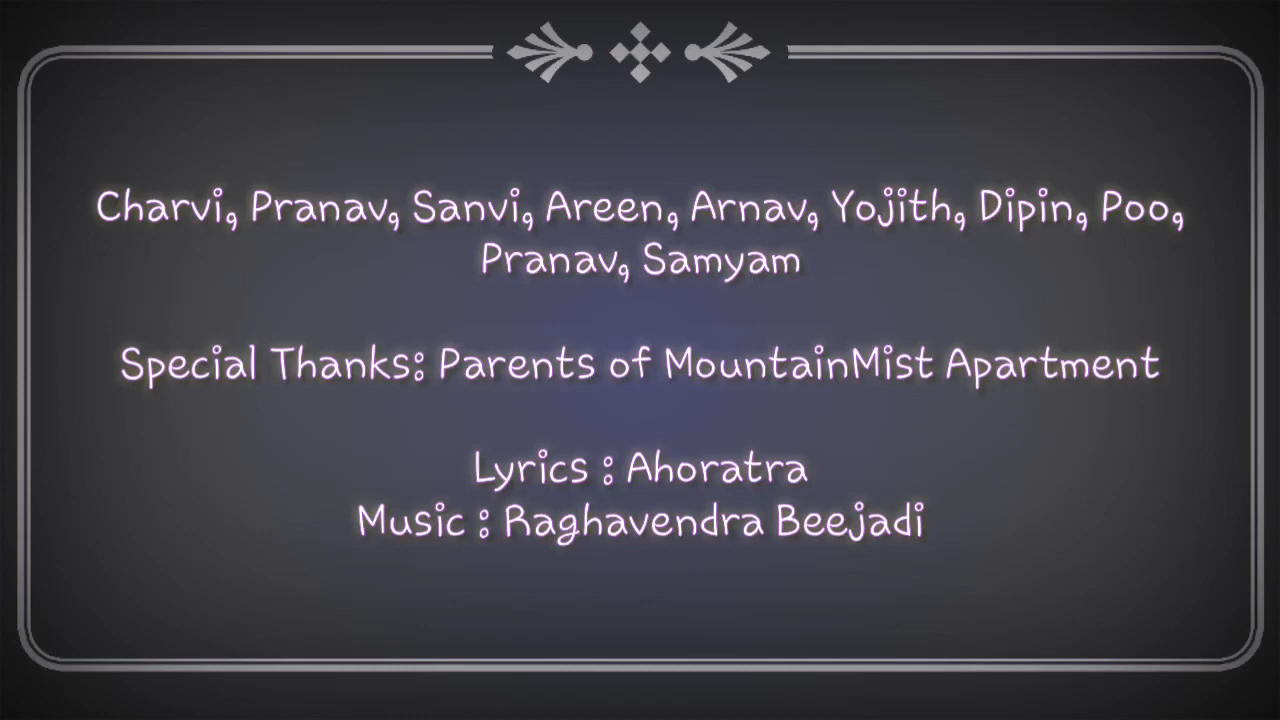 Charvi, Pranav, Sanvi, Areen, Arnav, Yojith, Dipin, Poo,
Pranav, Samyam
Special Thanks: Parents of MountainMist Apartment
Lyrics : Ahoratra
Music : Raghavendra Beejadi